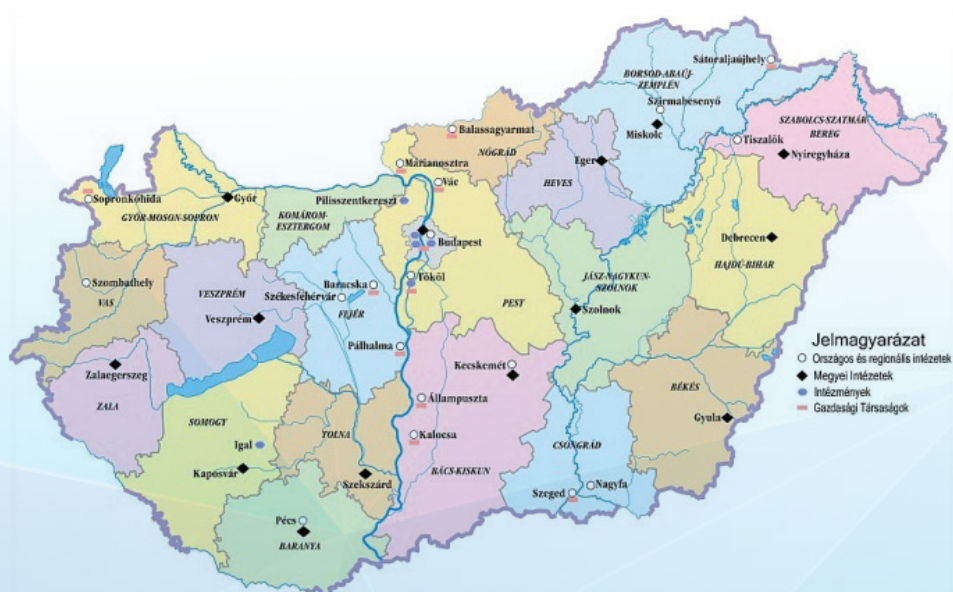 Sátoraljaújhely
BORSOD-ABAÚJ-
ZEMPLÉN
Szirmabesenyő
Miskolc
SZABOLCS-SZATMÁR
BEREG
Tiszalök
Nyíregyháza
Balassagyarmat
NÓGRÁD
Eger
HEVES
Márianosztra
Vác
Pilisszentkereszt
Budapest
Sopronkőhida
Győr
GYŐR-MOSON-SOPRON
KOMÁROM-
ESZTERGOM
Debrecen
HAJDÚ-BIHAR
JÁSZ-NAGYKUN-
SZOLNOK
Szolnok
Tököl
PEST
Szombathely
VAS
VESZPRÉM
Veszprém
Baracska
Székesfehérvár
FEJÉR
Pálhalma
Zalaegerszeg
ZALA
Kecskemét
Állampuszta
Kalocsa
BÁCS-KISKUN
SOMOGY
Igal
Kaposvár
TOLNA
Szekszárd
Pécs
BARANYA
BÉKÉS
Gyula
CSONGRÁD
Nagyfa
Szeged
Jelmagyarázat
Országos és regionális intézetek
Megyei Intézetek
Intézmények
Gazdasági Társaságok